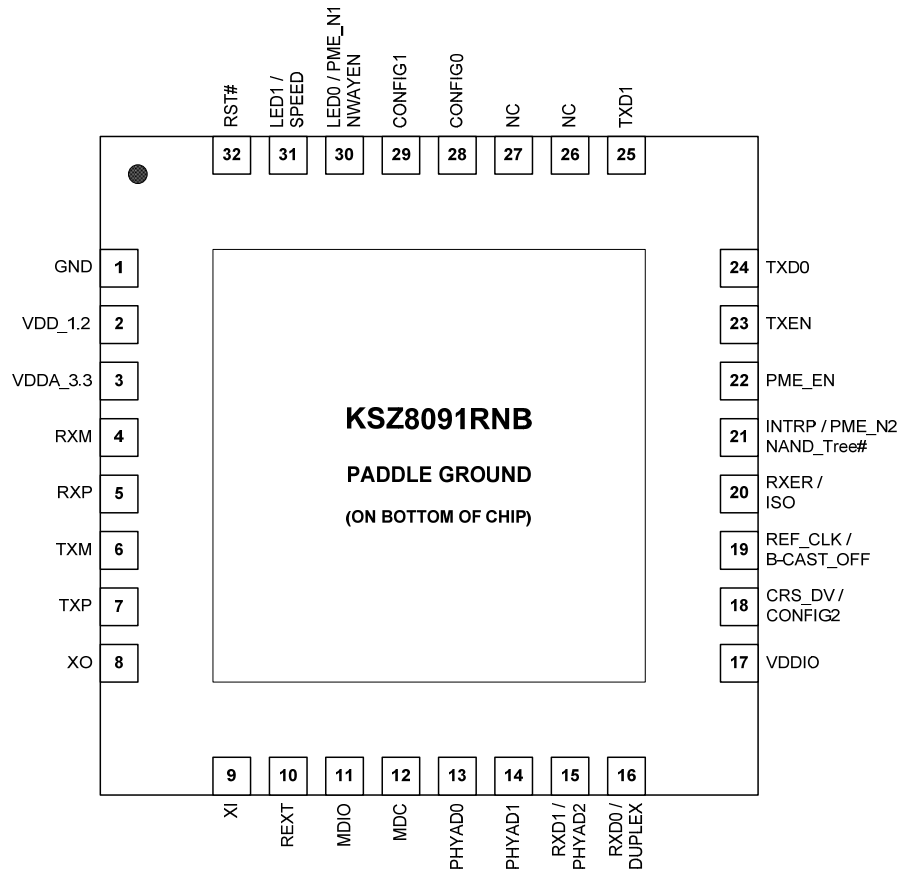 RST#
LED1 /
SPEED
LED0 / PME_N1
NWAYEN
CONFIG1
CONFIG0
NC
NC
TXD1
32
31
30
29
28
27
26
25
GND 1
VDD_1.2 2
VDDA_3.3 3
RXM 4
RXP 5
TXM 6
TXP 7
XO 8
KSZ8091RNB
PADDLE GROUND
(ON BOTTOM OF CHIP)
24 TXD0
23 TXEN
22 PME_EN
21 INTRP / PME_N2
NAND_Tree#
20 RXER /
ISO
19 REF_CLK /
B-CAST_OFF
18 CRS_DV /
CONFIG2
17 VDDIO
9
10
11
12
13
14
15
16
XI
REXT
MDIO
MDC
PHYAD0
PHYAD1
RXD1 /
PHYAD2
RXD0 /
DUPLEX